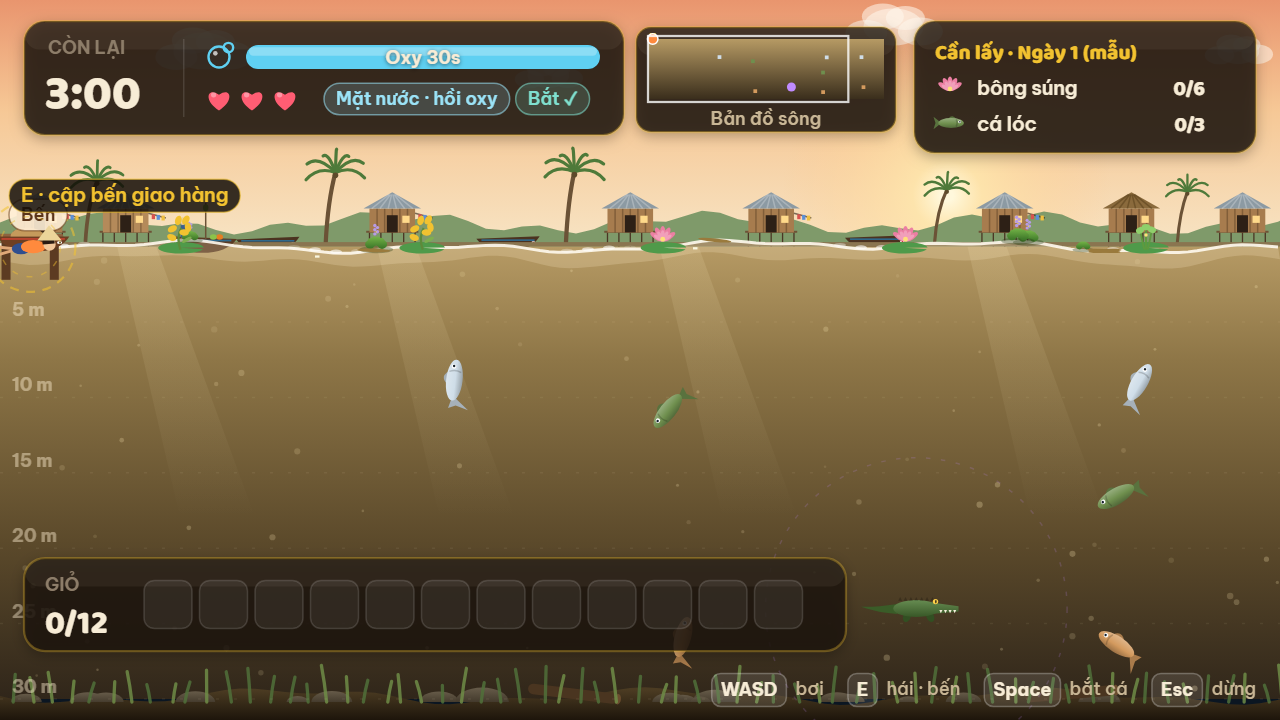 CÒN LẠI
3:00
Oxy 30s
Mặt nước · hồi oxy
Bắt ✓
Bản đồ sông
Cần lấy · Ngày 1 (mẫu)
bông súng 0/6
cá lóc 0/3
E · cập bến giao hàng
Bến
5 m
10 m
15 m
20 m
25 m
30 m
GIỎ
0/12
WASD bơi E hái · bến Space bắt cá Esc dừng